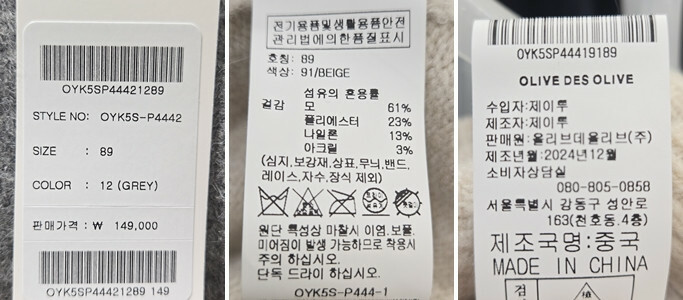 OYK5SP44421289
STYLE NO: OYK5S-P4442
SIZE : 89
COLOR : 12 (GREY)
판매가격 : ₩ 149,000
OYK5SP44421289 149
전기용품및생활용품안전
관리법에의한품질표시
호칭: 89
색상: 91/BEIGE
섬유의 혼용률
겉감 모 61%
폴리에스터 23%
나일론 13%
아크릴 3%
(심지,보강재,상표,무늬,밴드,
레이스,자수,장식 제외)
원단 특성상 마찰시 이염.보풀.
미어짐이 발생 가능하므로 착용시
주의 하십시오.
단독 드라이 하십시오.
OYK5S-P444-1
OYK5SP44419189
OLIVE DES OLIVE
수입자:제이투
제조자:제이투
판매원:올리브데올리브(주)
제조년월:2024년12월
소비자상담실
080-805-0858
서울특별시 강동구 성안로
163(천호동.4층)
제조국명:중국
MADE IN CHINA
검